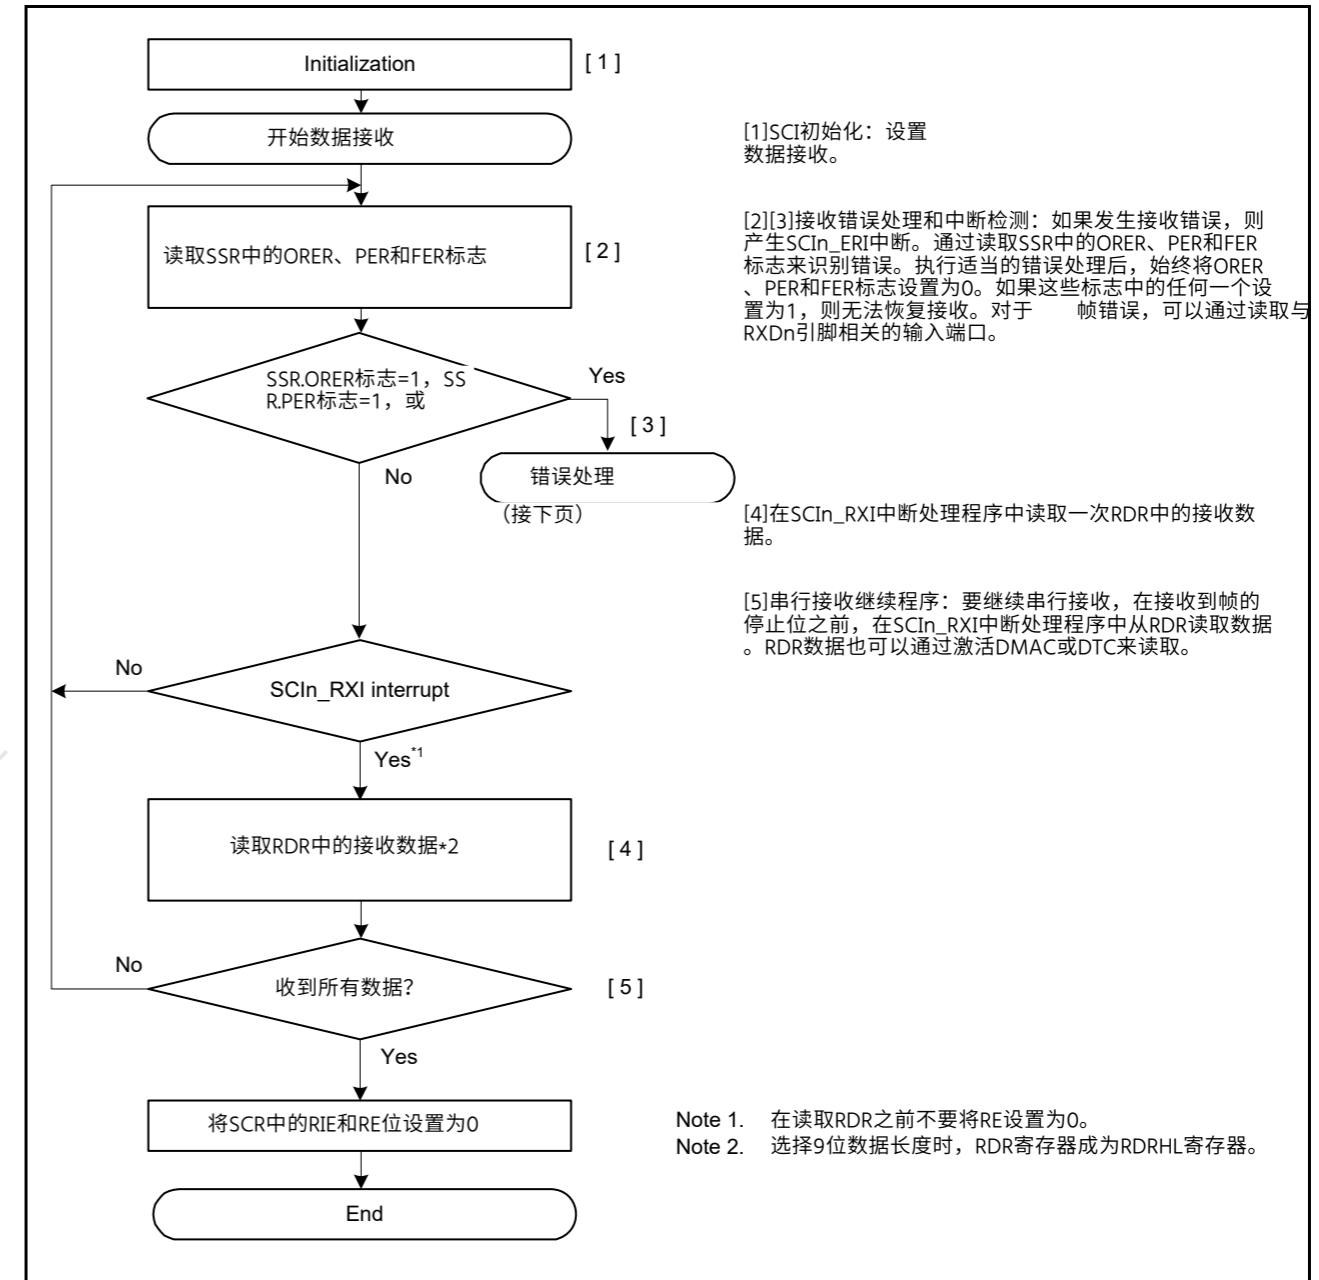 Initialization
[ 1 ]
开始数据接收
[1]SCI初始化：设置
数据接收。
读取SSR中的ORER、PER和FER标志
[ 2 ]
[2][3]接收错误处理和中断检测：如果发生接收错误，则
产生SCIn_ERI中断。通过读取SSR中的ORER、PER和FER
标志来识别错误。执行适当的错误处理后，始终将ORER
、PER和FER标志设置为0。如果这些标志中的任何一个设
置为1，则无法恢复接收。对于 帧错误，可以通过读取与
RXDn引脚相关的输入端口。
SSR.ORER标志=1，SS
R.PER标志=1，或
Yes
[ 3 ]
No
错误处理
（接下页）
[4]在SCIn_RXI中断处理程序中读取一次RDR中的接收数
据。
[5]串行接收继续程序：要继续串行接收，在接收到帧的
停止位之前，在SCIn_RXI中断处理程序中从RDR读取数据
。RDR数据也可以通过激活DMAC或DTC来读取。
No
SCIn_RXI interrupt
Yes*1
读取RDR中的接收数据*2
[ 4 ]
No
收到所有数据？
[ 5 ]
Yes
将SCR中的RIE和RE位设置为0
Note 1. 在读取RDR之前不要将RE设置为0。
Note 2. 选择9位数据长度时，RDR寄存器成为RDRHL寄存器。
End